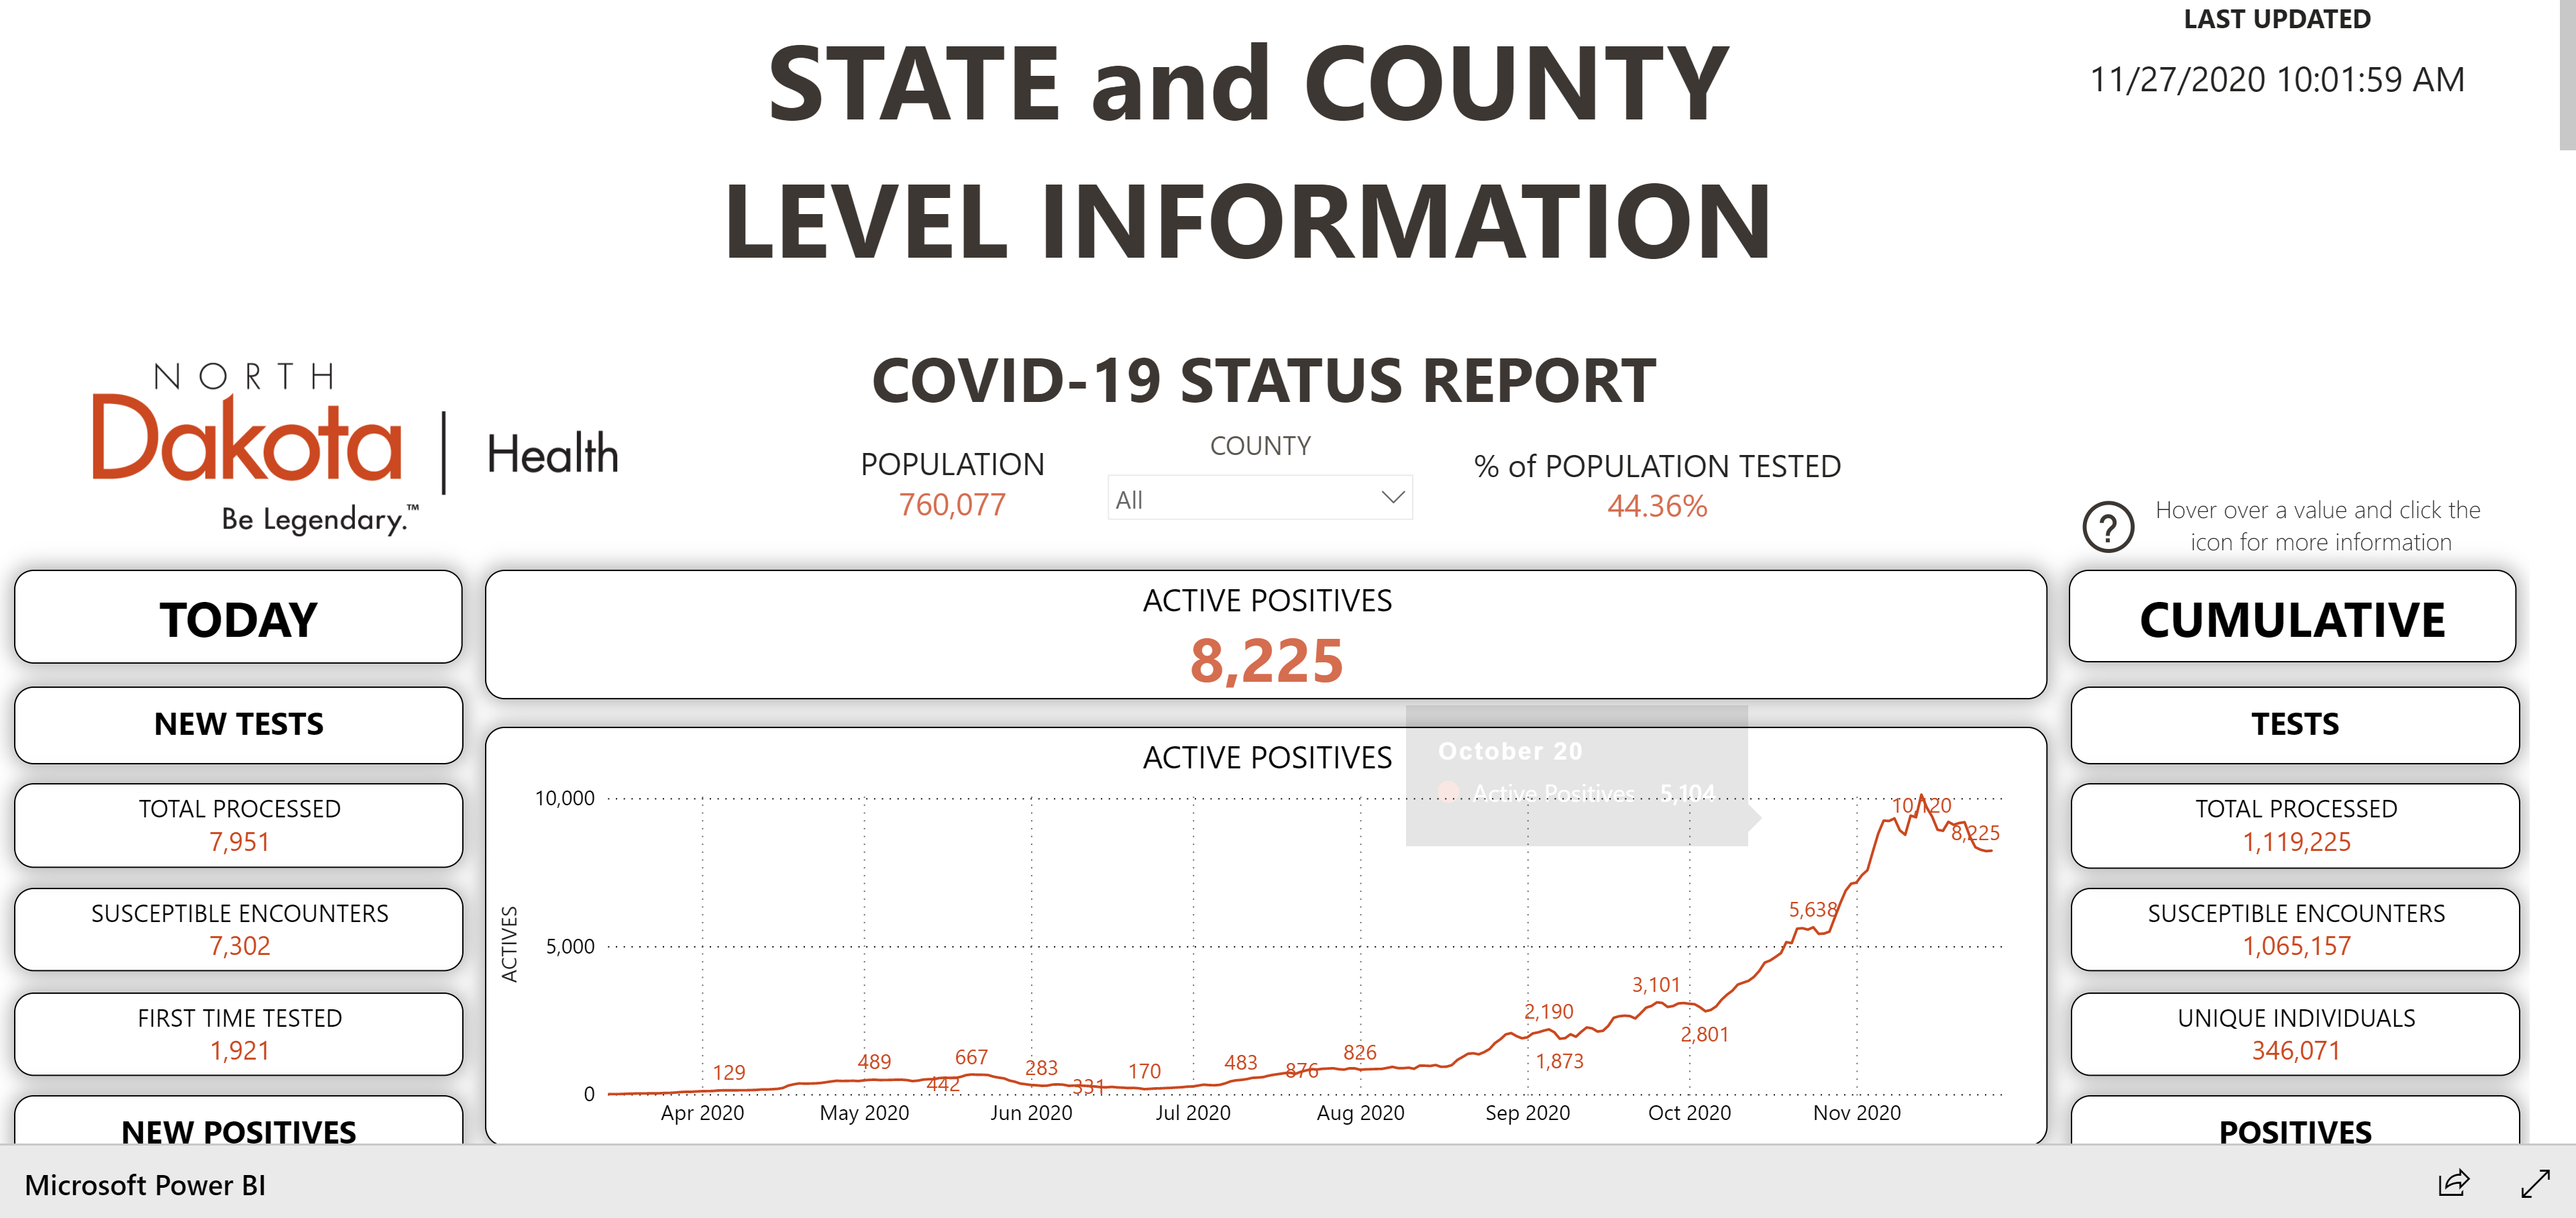 LAST UPDATED
11/27/2020 10:01:59 AM
STATE and COUNTY
LEVEL INFORMATION
NORTH
Dakota
Be Legendary.™
Health
COVID-19 STATUS REPORT
POPULATION
760,077
COUNTY
All
% of POPULATION TESTED
44.36%
?
Hover over a value and click the
icon for more information
TODAY
NEW TESTS
TOTAL PROCESSED
7,951
SUSCEPTIBLE ENCOUNTERS
7,302
FIRST TIME TESTED
1,921
NEW POSITIVES
ACTIVE POSITIVES
8,225
ACTIVE POSITIVES
October 20
Active Positives 5,104
ACTIVES
10,000
5,000
0
129
489
442
667
283
331
170
483
876
826
2,190
1,873
3,101
2,801
5,638
10,120
8,225
Apr 2020
May 2020
Jun 2020
Jul 2020
Aug 2020
Sep 2020
Oct 2020
Nov 2020
CUMULATIVE
TESTS
TOTAL PROCESSED
1,119,225
SUSCEPTIBLE ENCOUNTERS
1,065,157
UNIQUE INDIVIDUALS
346,071
POSITIVES
Microsoft Power BI